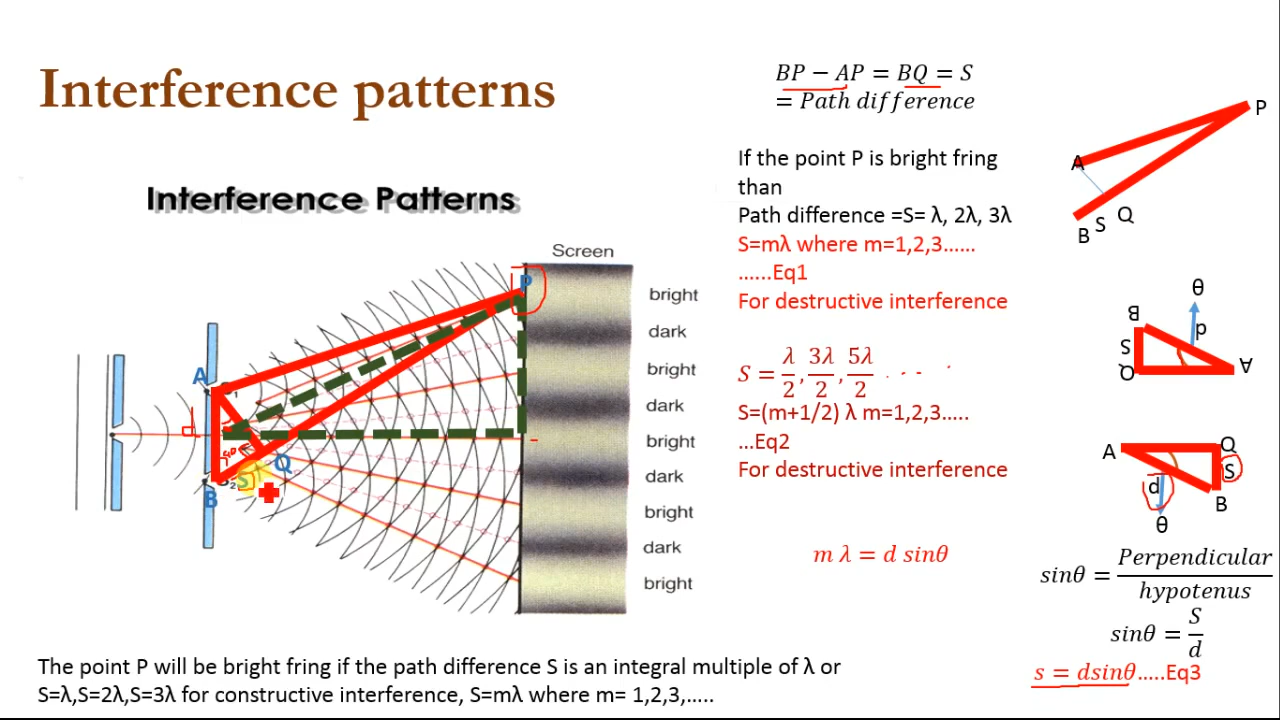 Interference patterns
Interference Patterns
Screen
P
bright
dark
bright
dark
bright
dark
bright
dark
bright
A
d
90
Q
S
B
𝐵𝑃 − 𝐴𝑃 = 𝐵𝑄 = 𝑆
= 𝑃𝑎𝑡ℎ 𝑑𝑖𝑓𝑓𝑒𝑟𝑒𝑛𝑐𝑒
If the point P is bright fring
than
Path difference =S= λ, 2λ, 3λ
S=mλ where m=1,2,3......
......Eq1
For destructive interference
S = λ/2, 3λ/2, 5λ/2
S=(m+1/2) λ m=1,2,3.....
...Eq2
For destructive interference
m λ = d sinθ
P
A
Q
S
B
θ
B
d
S
A
Q
A
Q
S
d
B
θ
sinθ = Perpendicular/hypotenus
sinθ = S/d
s = dsinθ.....Eq3
The point P will be bright fring if the path difference S is an integral multiple of λ or
S=λ,S=2λ,S=3λ for constructive interference, S=mλ where m= 1,2,3,.....